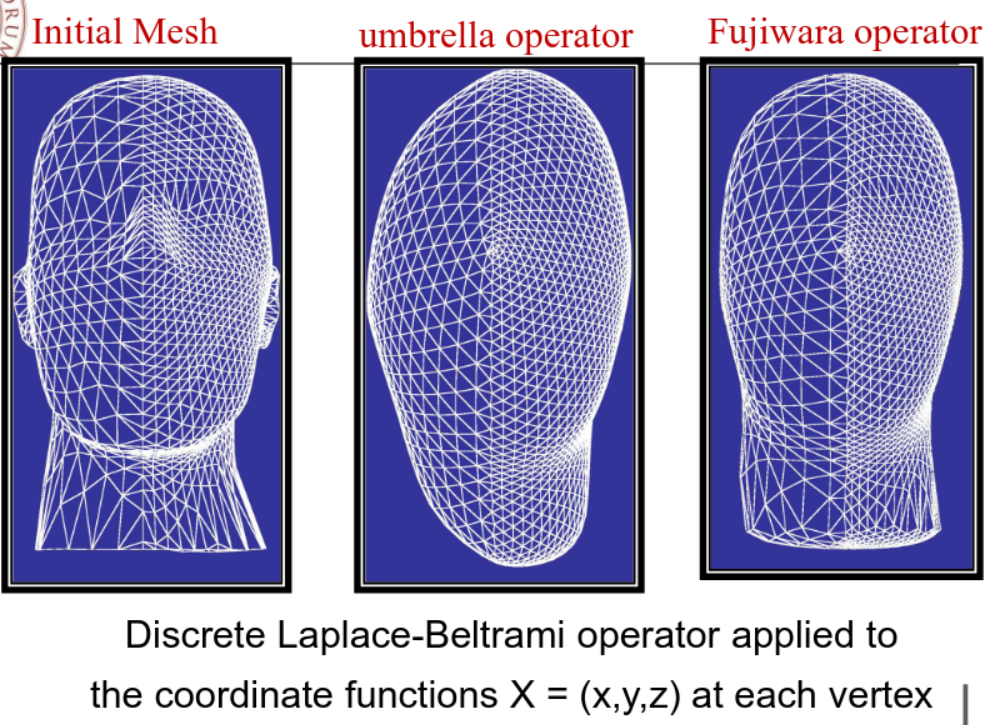 Initial Mesh
umbrella operator
Fujiwara operator
Discrete Laplace-Beltrami operator applied to
the coordinate functions X = (x,y,z) at each vertex